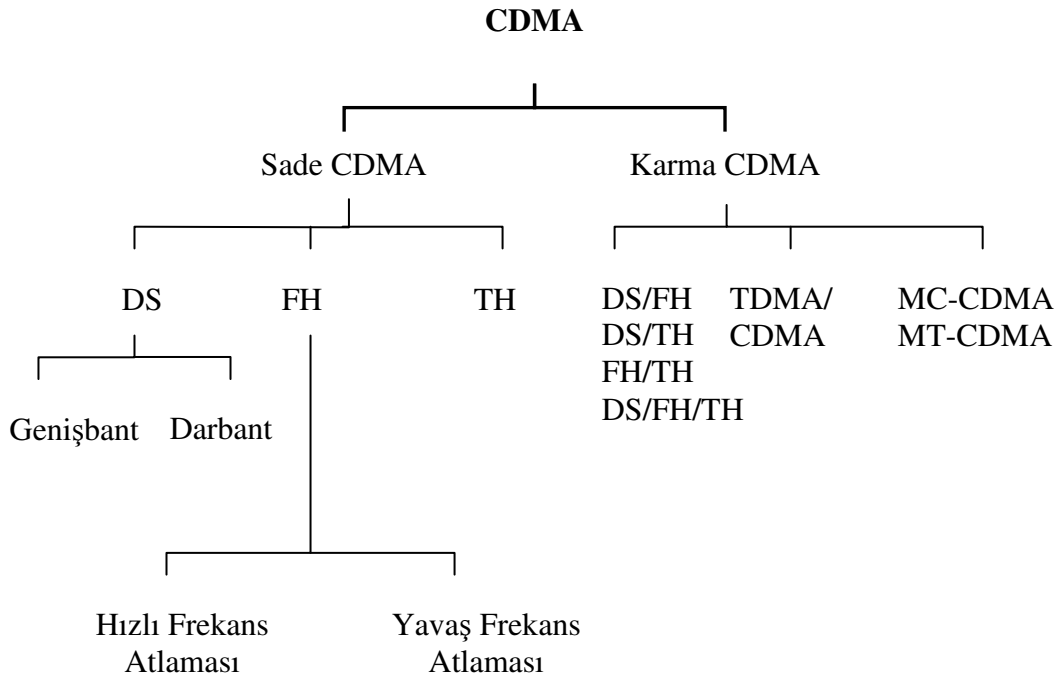 CDMA
Sade CDMA
Karma CDMA
DS
FH
TH
DS/FH
DS/TH
FH/TH
DS/FH/TH
TDMA/
CDMA
MC-CDMA
MT-CDMA
Genişbant
Darbant
Hızlı Frekans
Atlaması
Yavaş Frekans
Atlaması